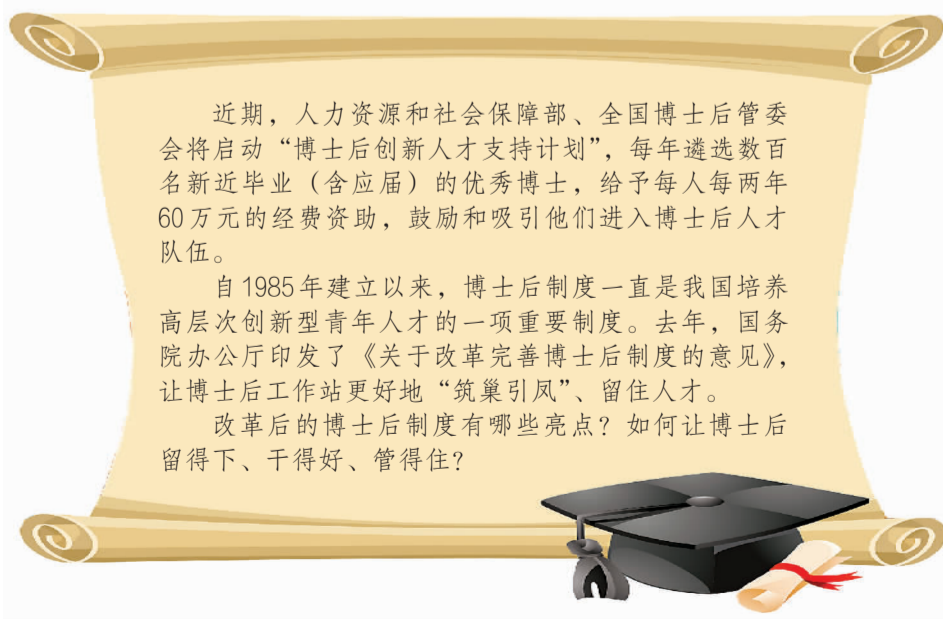 近期，人力资源和社会保障部、全国博士后管委
会将启动“博士后创新人才支持计划”，每年遴选数百
名新近毕业（含应届）的优秀博士，给予每人每两年
60万元的经费资助，鼓励和吸引他们进入博士后人才
队伍。
自1985年建立以来，博士后制度一直是我国培养
高层次创新型青年人才的一项重要制度。去年，国务
院办公厅印发了《关于改革完善博士后制度的意见》，
让博士后工作站更好地“筑巢引凤”、留住人才。
改革后的博士后制度有哪些亮点？如何让博士后
留得下、干得好、管得住？